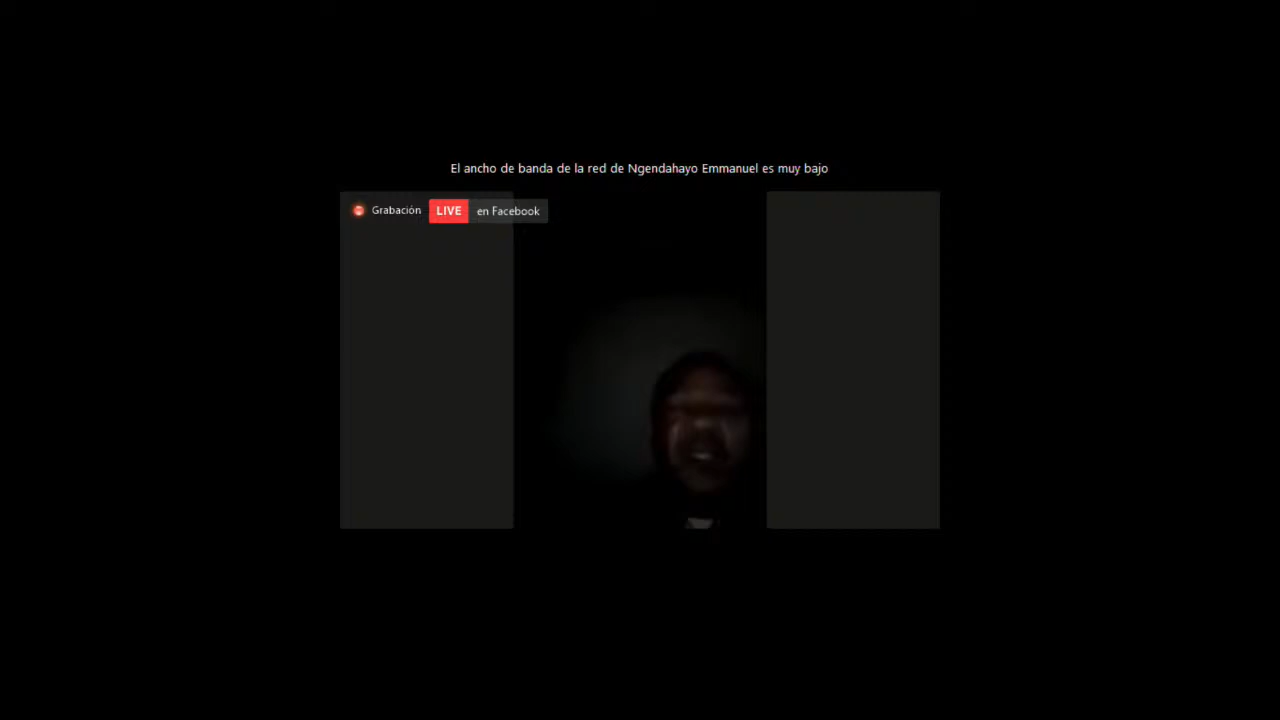 El ancho de banda de la red de Ngendahayo Emmanuel es muy bajo
Grabación LIVE en Facebook